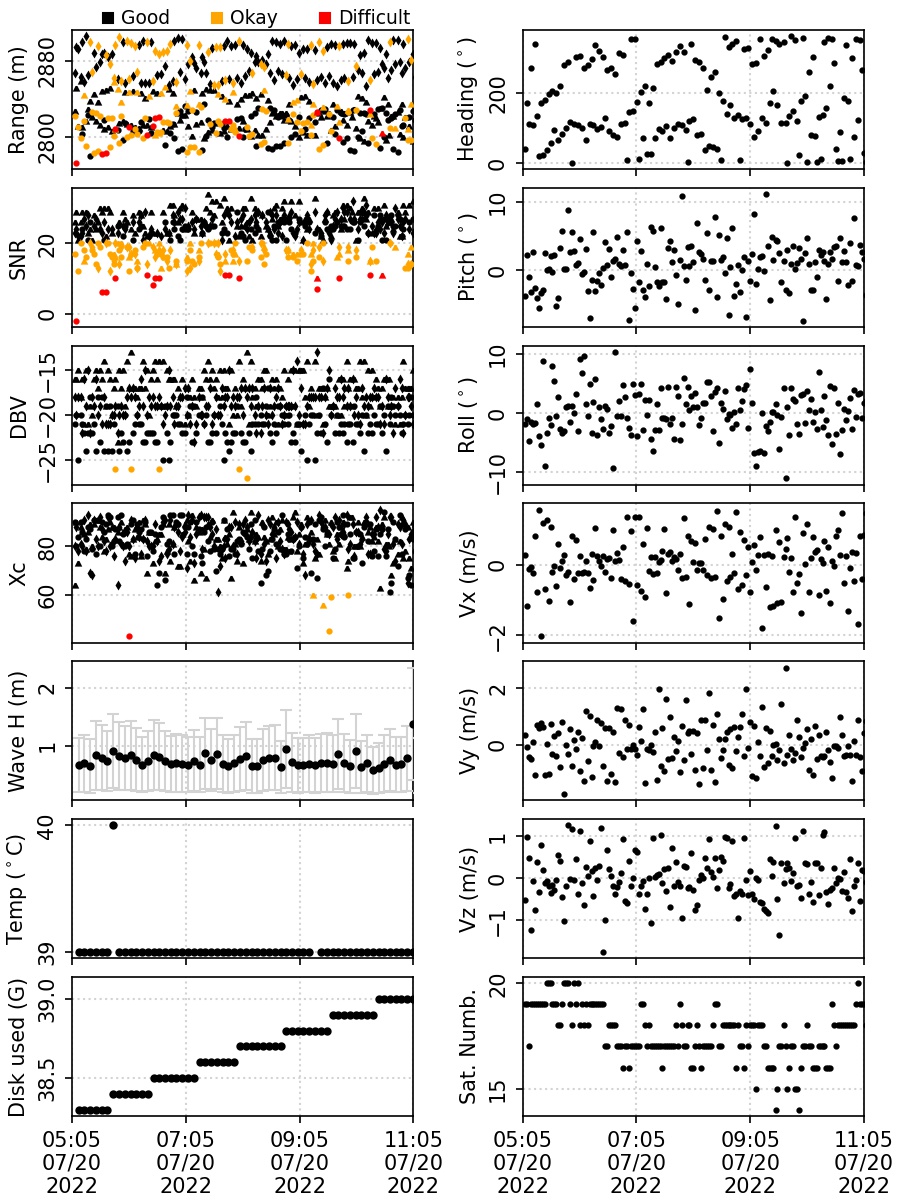 Good Okay Difficult
Range (m)
2880
2800
Heading (°)
200
0
SNR
20
0
Pitch (°)
10
0
DBV
−15
−20
−25
Roll (°)
10
0
−10
Xc
80
60
Vx (m/s)
0
−2
Wave H (m)
2
1
Vy (m/s)
2
0
Temp (°C)
40
39
Vz (m/s)
1
0
−1
Disk used (G)
39.0
38.5
Sat. Numb.
20
15
05:05 07:05 09:05 11:05
07/20 07/20 07/20 07/20
2022 2022 2022 2022
05:05 07:05 09:05 11:05
07/20 07/20 07/20 07/20
2022 2022 2022 2022